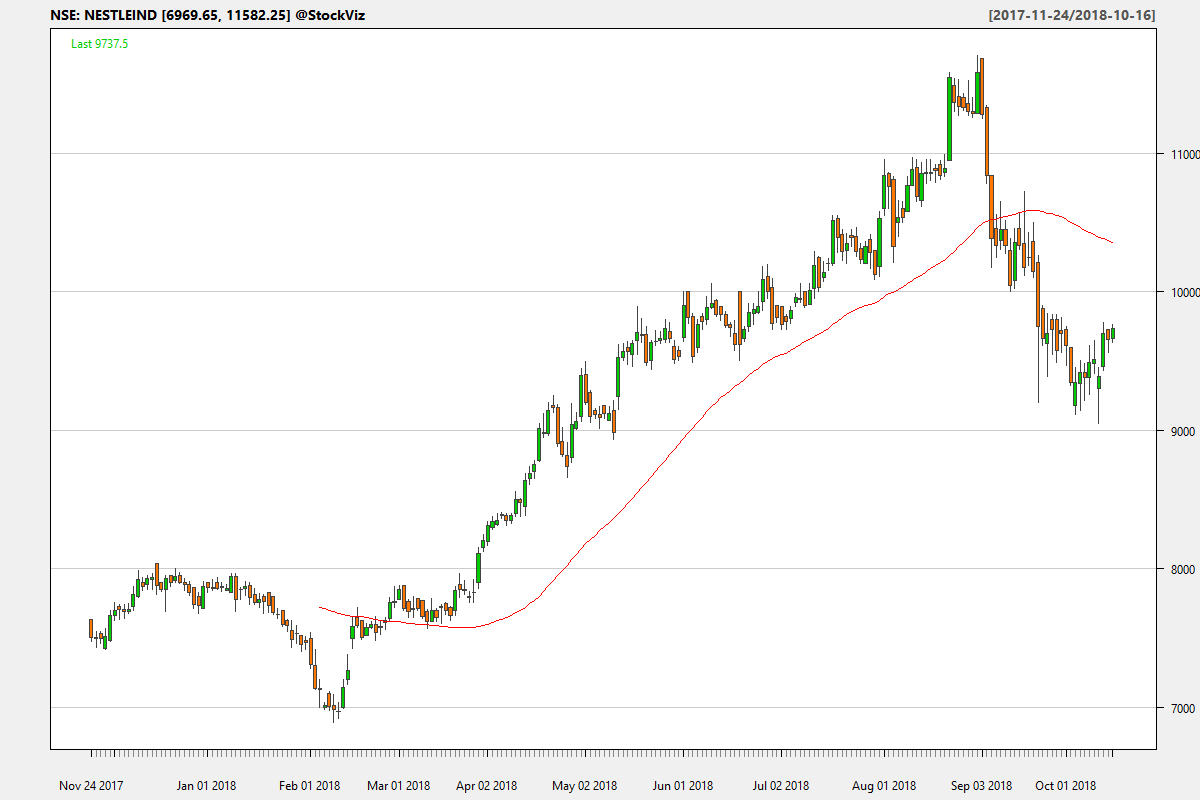 NSE: NESTLEIND [6969.65, 11582.25] @StockViz
[2017-11-24/2018-10-16]
Last 9737.5
11000
10000
9000
8000
7000
Nov 24 2017 Jan 01 2018 Feb 01 2018 Mar 01 2018 Apr 02 2018 May 02 2018 Jun 01 2018 Jul 02 2018 Aug 01 2018 Sep 03 2018 Oct 01 2018